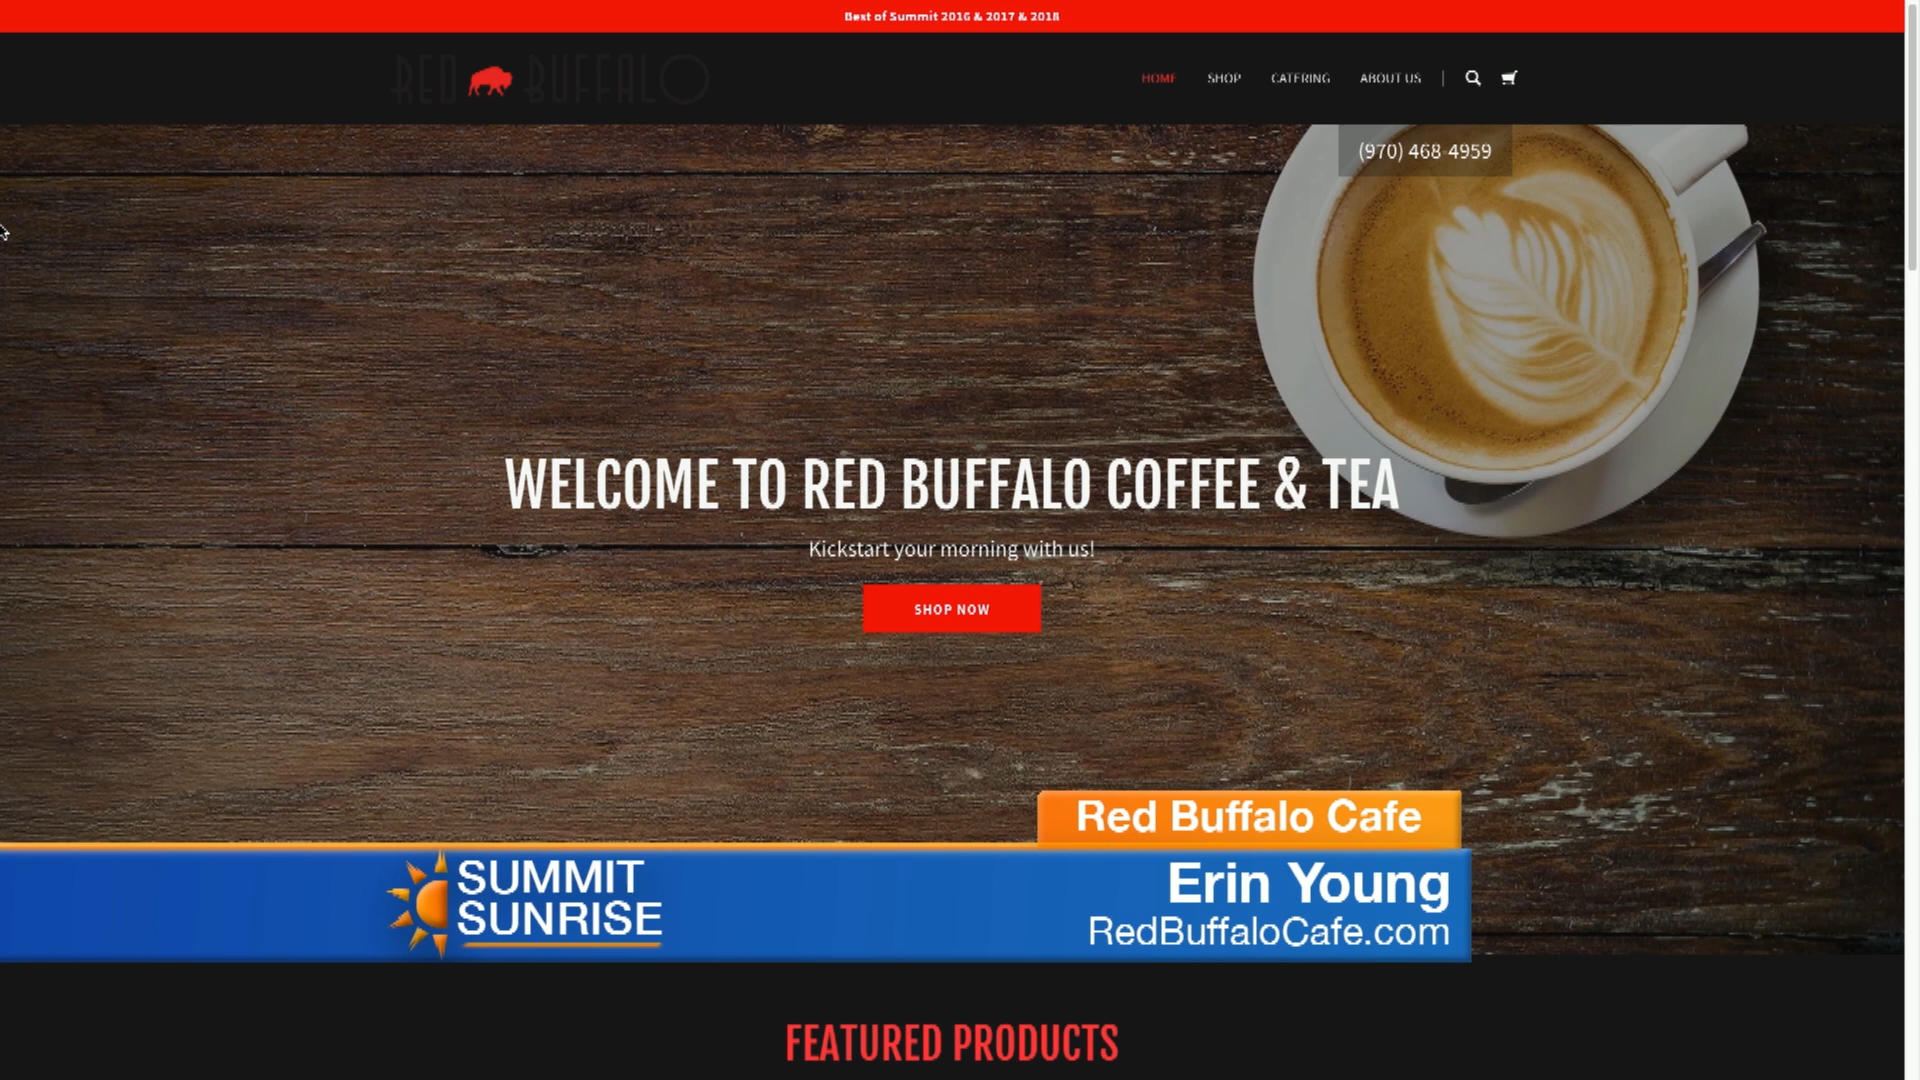 Best of Summit 2016 & 2017 & 2018
RED BUFFALO
HOME SHOP CATERING ABOUT US
(970) 468-4959
WELCOME TO RED BUFFALO COFFEE & TEA
Kickstart your morning with us!
SHOP NOW
Red Buffalo Cafe
SUMMIT
SUNRISE
Erin Young
RedBuffaloCafe.com
FEATURED PRODUCTS